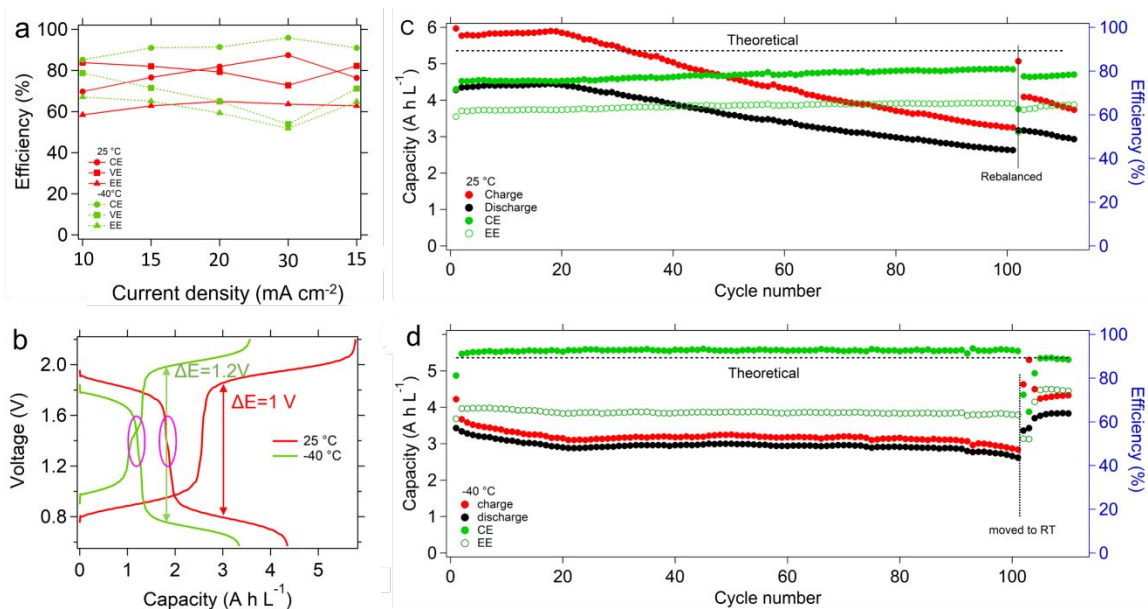 a
Efficiency (%)
100
80
60
40
20
0
25 °C
CE
VE
EE
-40°C
CE
VE
EE
10
15
20
30
15
Current density (mA cm-2)
b
Voltage (V)
2.0
1.6
1.2
0.8
ΔE=1.2V
ΔE=1 V
25 °C
-40 °C
0
1
2
3
4
5
Capacity (A h L-1)
c
Capacity (A h L-1)
6
5
4
3
2
1
0
Theoretical
Rebalanced
25 °C
Charge
Discharge
CE
EE
0
20
40
60
80
100
Cycle number
100
80
60
40
20
0
Efficiency (%)
d
Capacity (A h L-1)
5
4
3
2
1
0
Theoretical
moved to RT
-40 °C
charge
discharge
CE
EE
0
20
40
60
80
100
Cycle number
100
80
60
40
20
0
Efficiency (%)